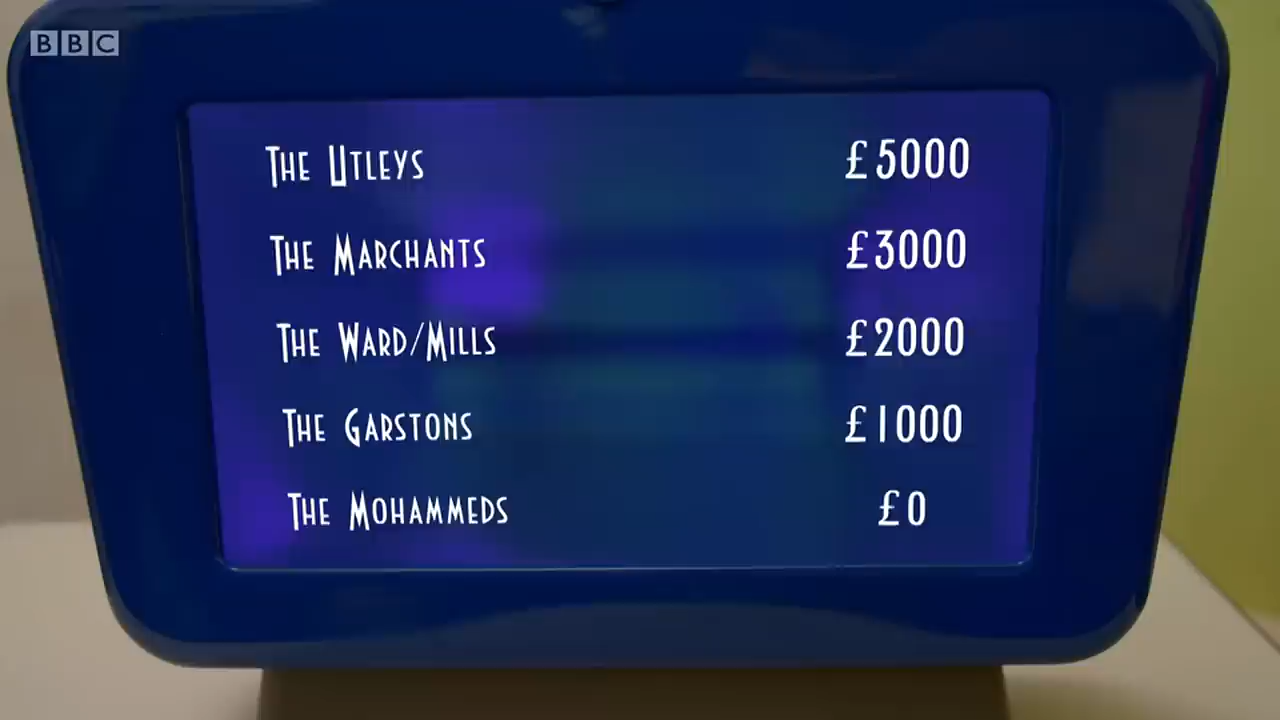 BBC
THE UTLEYS £5000
THE MARCHANTS £3000
THE WARD/MILLS £2000
THE GARSTONS £1000
THE MOHAMMEDS £0